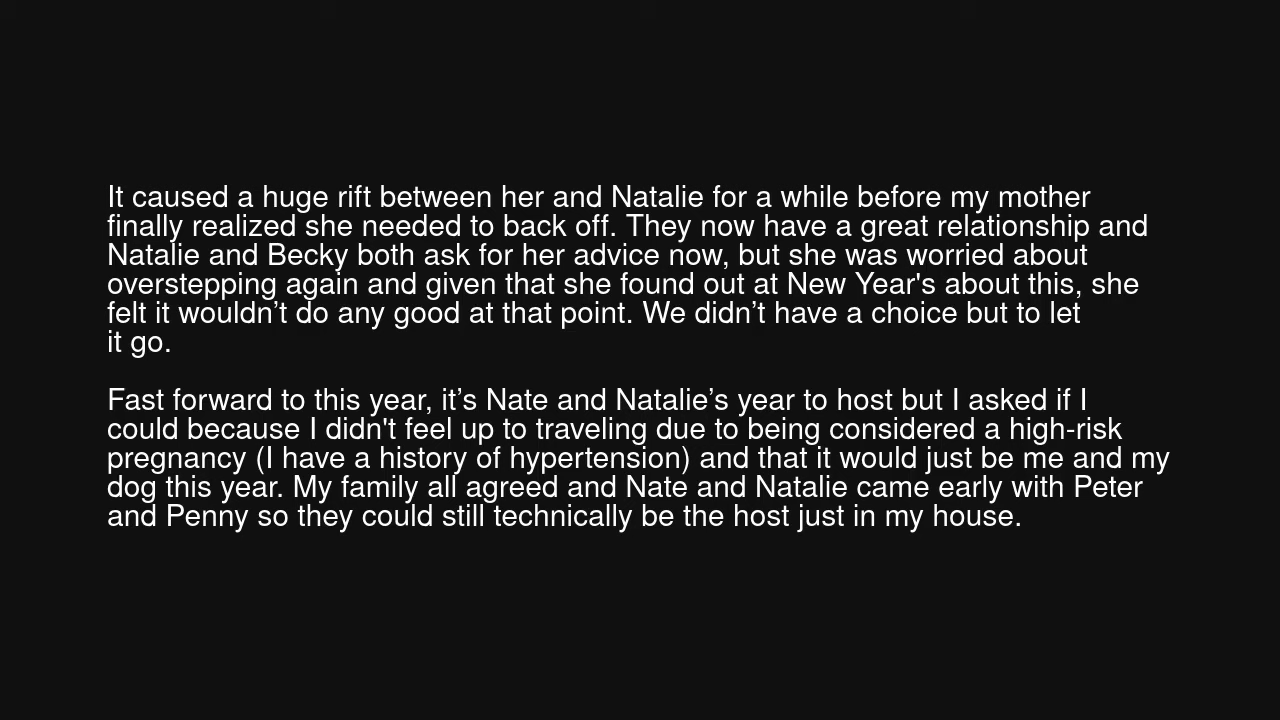 It caused a huge rift between her and Natalie for a while before my mother
finally realized she needed to back off. They now have a great relationship and
Natalie and Becky both ask for her advice now, but she was worried about
overstepping again and given that she found out at New Year's about this, she
felt it wouldn’t do any good at that point. We didn’t have a choice but to let
it go.
Fast forward to this year, it’s Nate and Natalie’s year to host but I asked if I
could because I didn't feel up to traveling due to being considered a high-risk
pregnancy (I have a history of hypertension) and that it would just be me and my
dog this year. My family all agreed and Nate and Natalie came early with Peter
and Penny so they could still technically be the host just in my house.